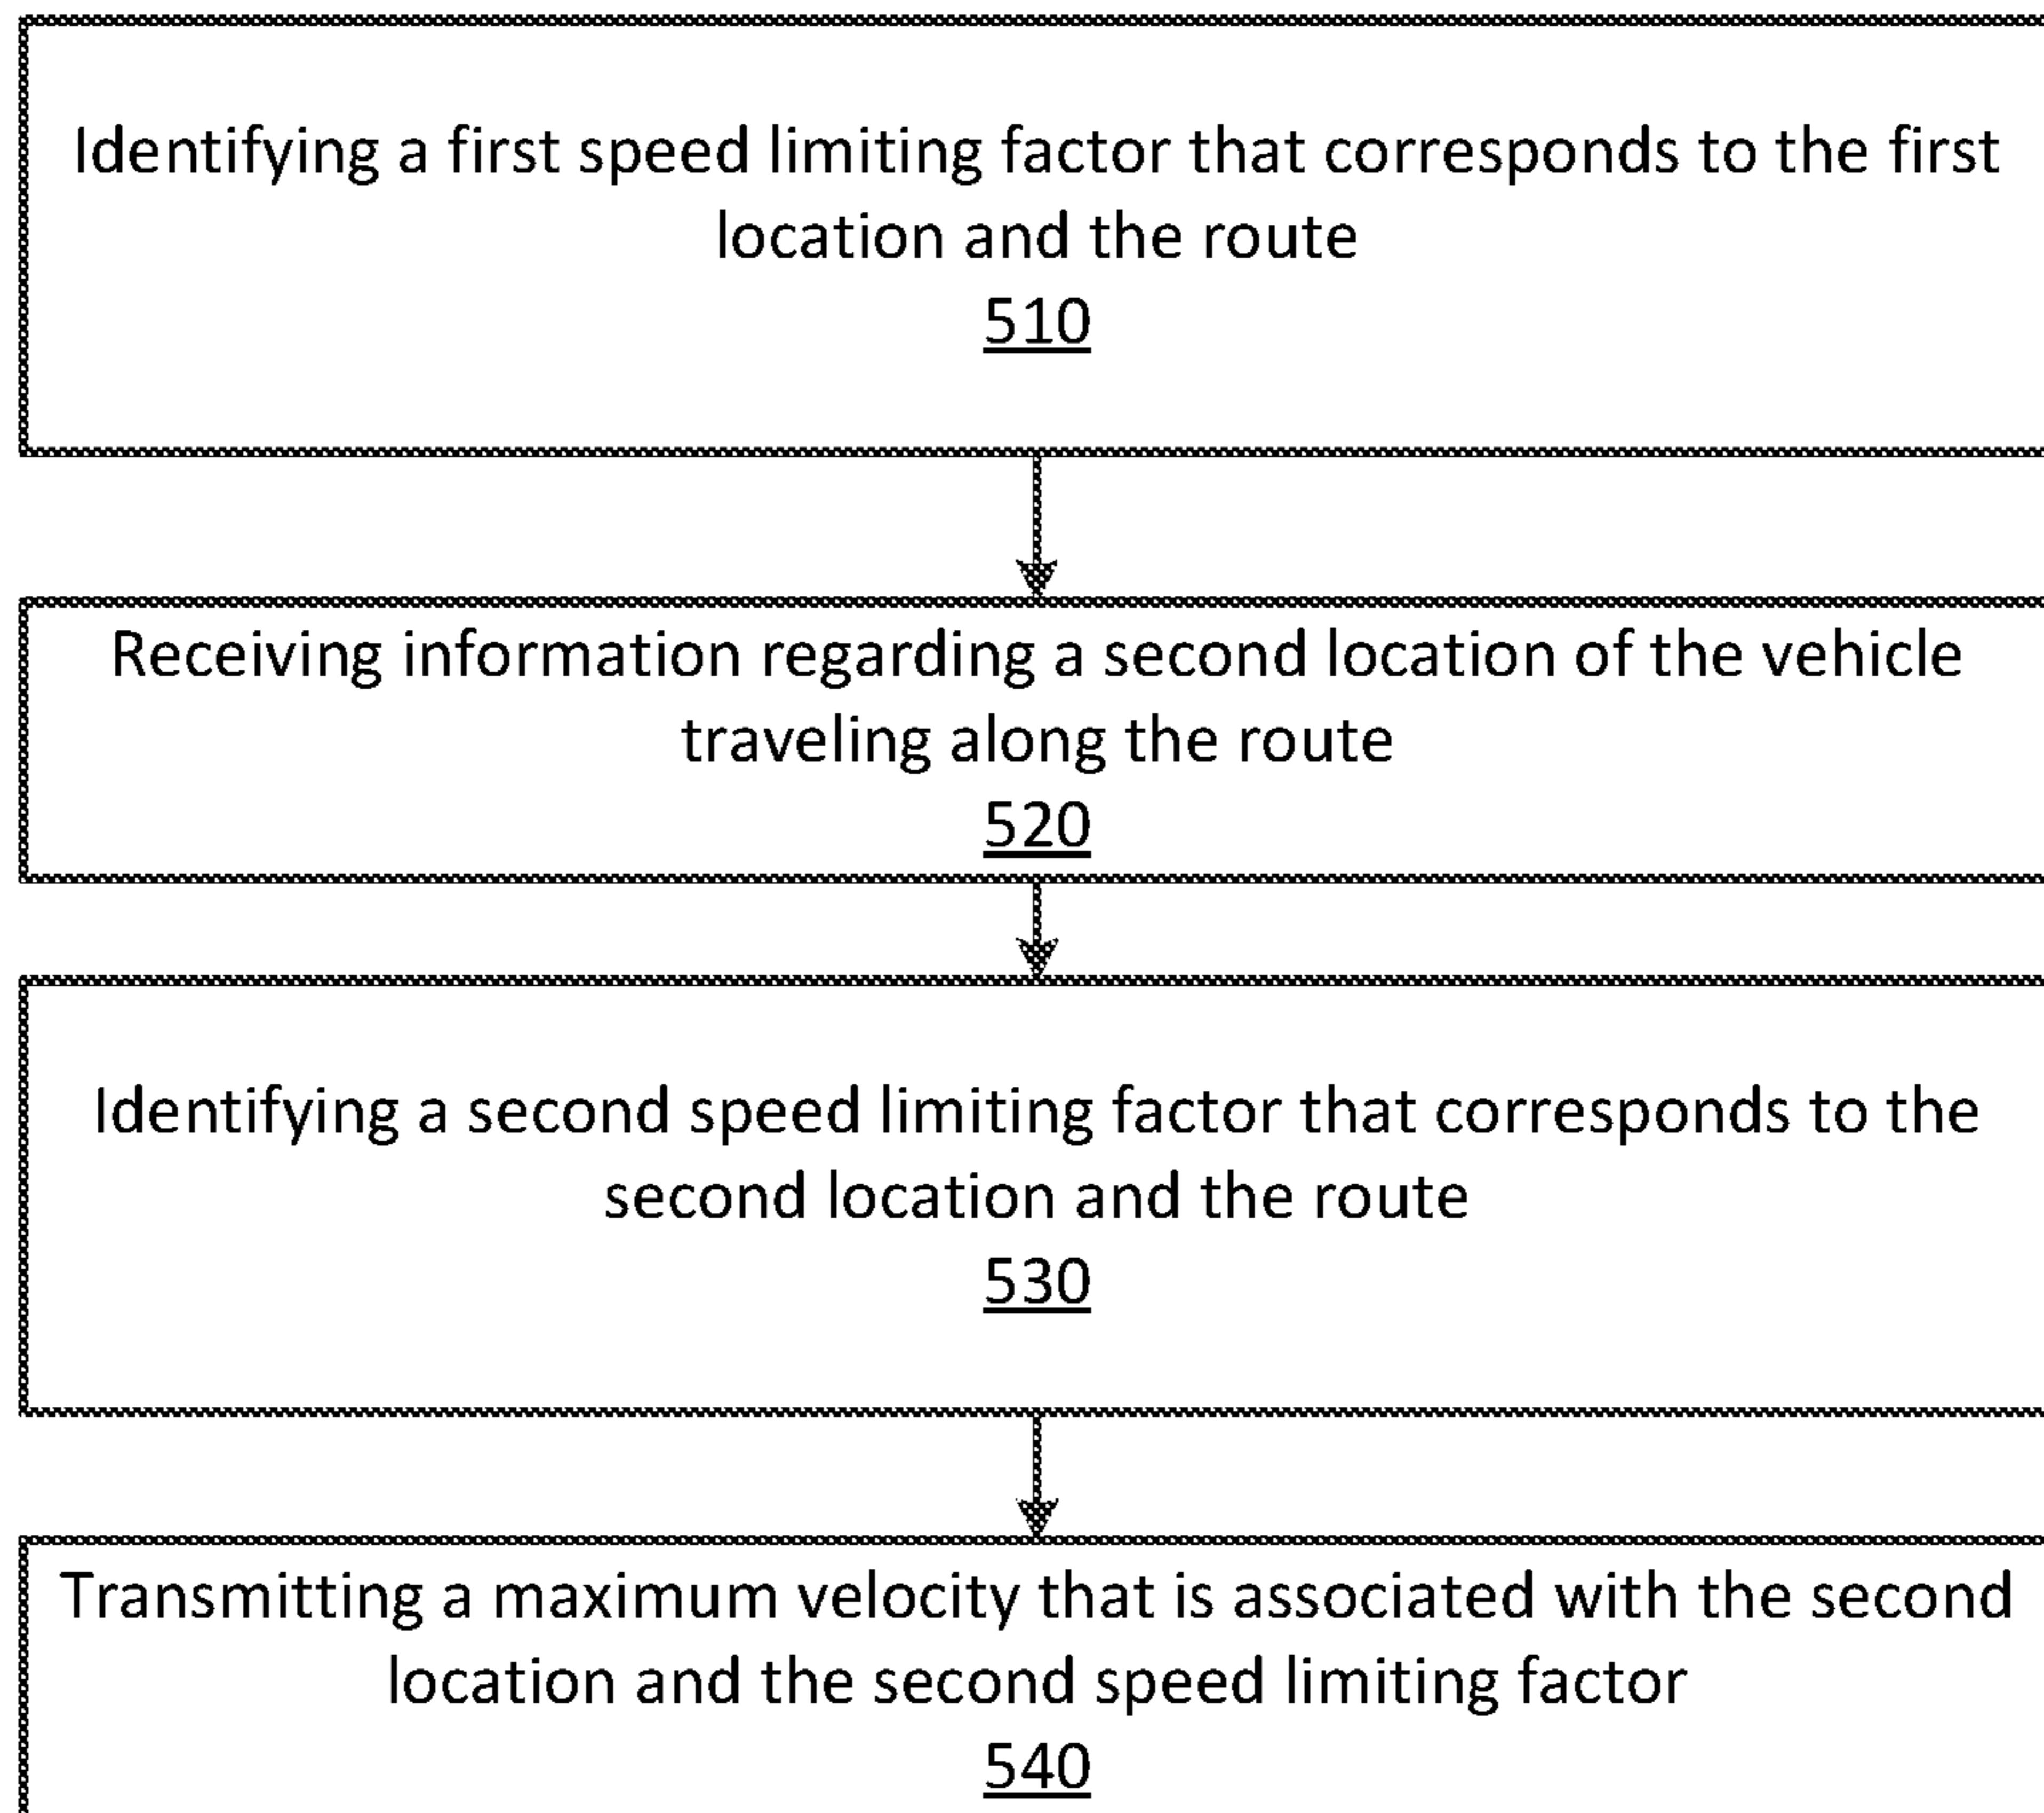 Identifying a first speed limiting factor that corresponds to the first
location and the route
510
Receiving information regarding a second location of the vehicle
traveling along the route
520
Identifying a second speed limiting factor that corresponds to the
second location and the route
530
Transmitting a maximum velocity that is associated with the second
location and the second speed limiting factor
540